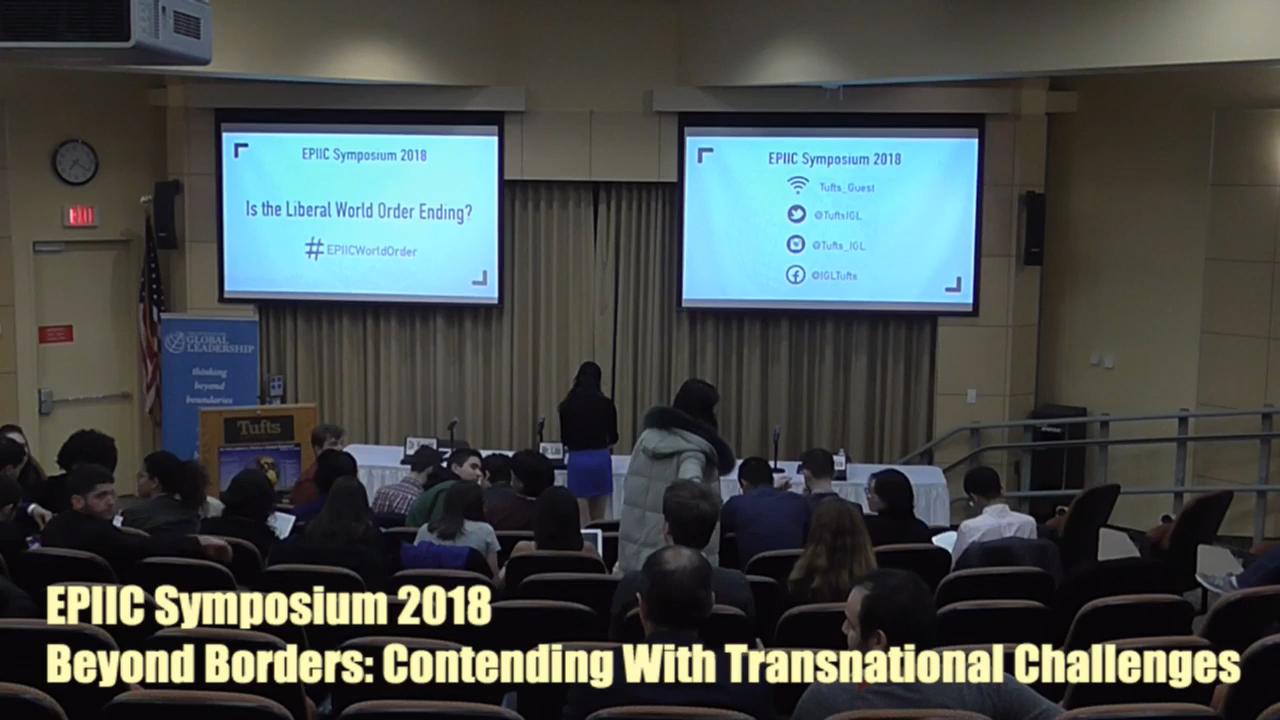 EPIIC Symposium 2018
Is the Liberal World Order Ending?
#EPIICWorldOrder
EPIIC Symposium 2018
Tufts_Guest
@TuftsIGL
@Tufts_IGL
@IGLTufts
EXIT
GLOBAL
LEADERSHIP
thinking
beyond
boundaries
Tufts
EPIIC Symposium 2018
Beyond Borders: Contending With Transnational Challenges